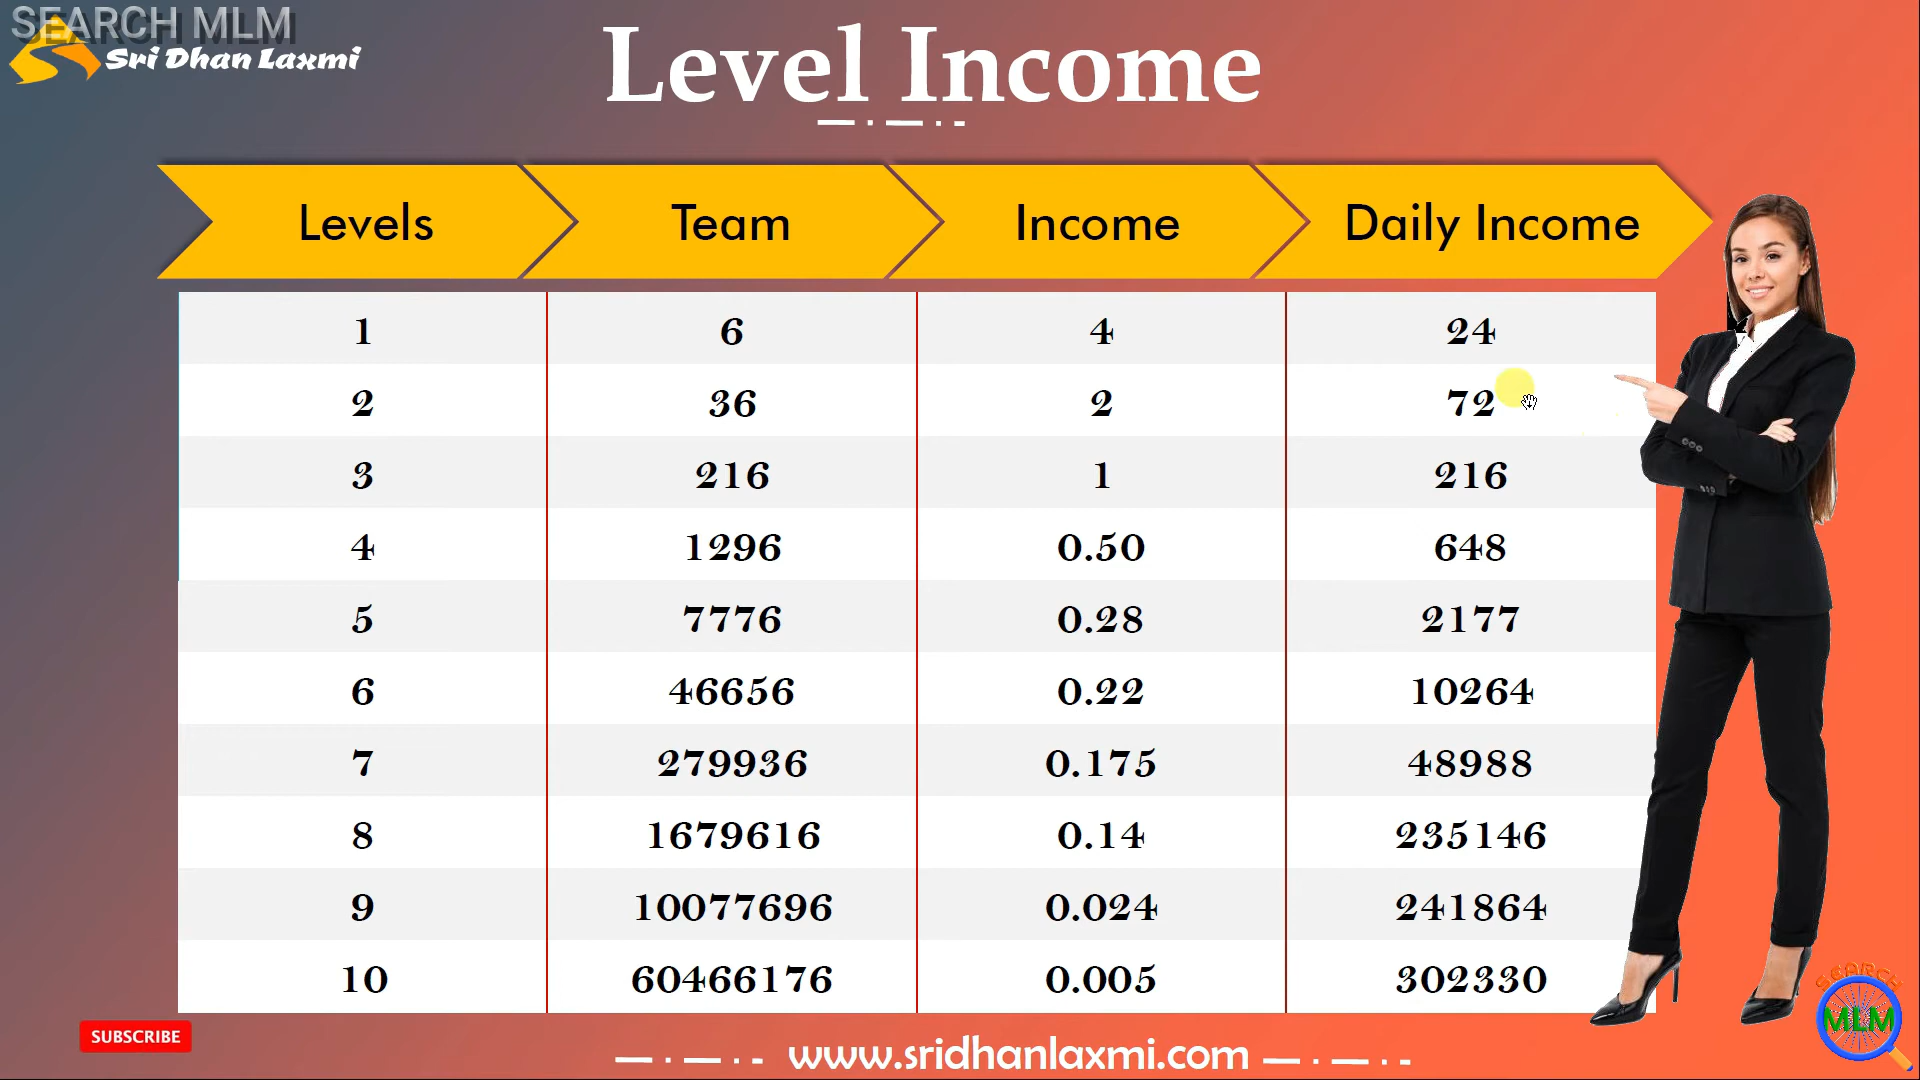 SEARCH MLM
Sri Dhan Laxmi
Level Income
Levels Team Income Daily Income
1 6 4 24
2 36 2 72
3 216 1 216
4 1296 0.50 648
5 7776 0.28 2177
6 46656 0.22 10264
7 279936 0.175 48988
8 1679616 0.14 235146
9 10077696 0.024 241864
10 60466176 0.005 302330
SUBSCRIBE
www.sridhanlaxmi.com
SEARCH
MLM